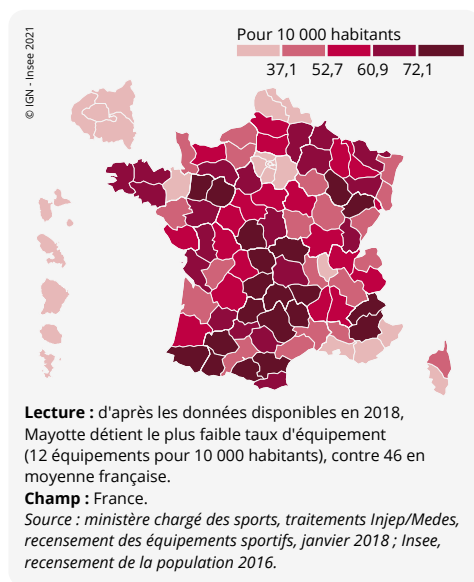 © IGN - Insee 2021
Pour 10 000 habitants
37,1 52,7 60,9 72,1
Lecture : d'après les données disponibles en 2018,
Mayotte détient le plus faible taux d'équipement
(12 équipements pour 10 000 habitants), contre 46 en
moyenne française.
Champ : France.
Source : ministère chargé des sports, traitements Injep/Medes,
recensement des équipements sportifs, janvier 2018 ; Insee,
recensement de la population 2016.